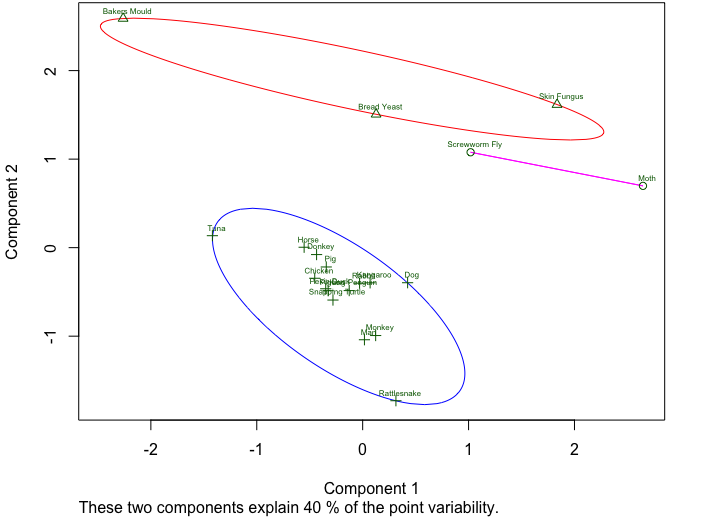 Bakers Mould
Skin Fungus
Bread Yeast
Screwworm Fly
Moth
Tuna
Horse
Donkey
Pig
Chicken
Kangaroo
Dog
Penguin
Snapping Turtle
Monkey
Man
Rattlesnake
2
1
0
-1
Component 2
-2
-1
0
1
2
Component 1
These two components explain 40 % of the point variability.